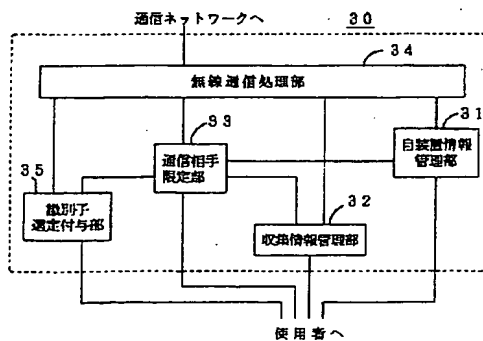 通信ネットワークへ
30
34
無線通信処理部
33
31
通信相手
限定部
自装置情報
管理部
35
識別子
選定付与部
32
収集情報管理部
使用者へ